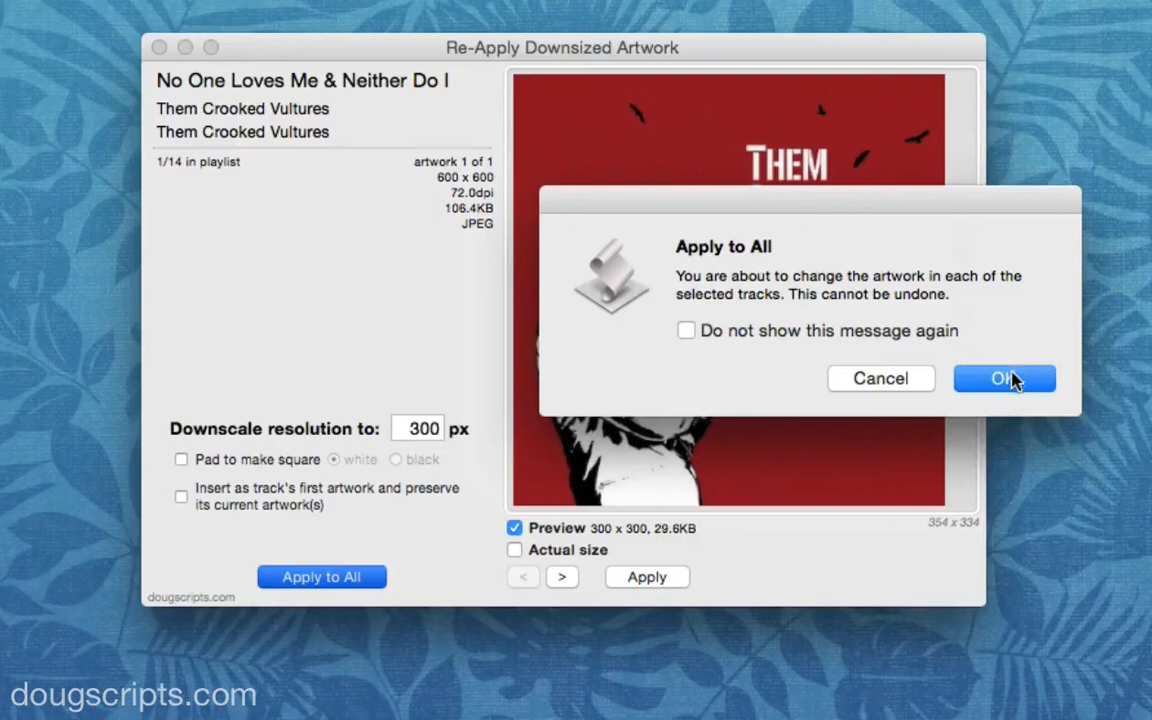 Re-Apply Downsized Artwork
No One Loves Me & Neither Do I
Them Crooked Vultures
Them Crooked Vultures
1/14 in playlist
artwork 1 of 1
600 x 600
72.0dpi
106.4KB
JPEG
THEM
Apply to All
You are about to change the artwork in each of the
selected tracks. This cannot be undone.
Do not show this message again
Cancel
OK
Downscale resolution to: 300 px
Pad to make square white black
Insert as track's first artwork and preserve
its current artwork(s)
Preview 300 x 300, 29.6KB
354 x 334
Actual size
Apply to All
< > Apply
dougscripts.com
dougscripts.com